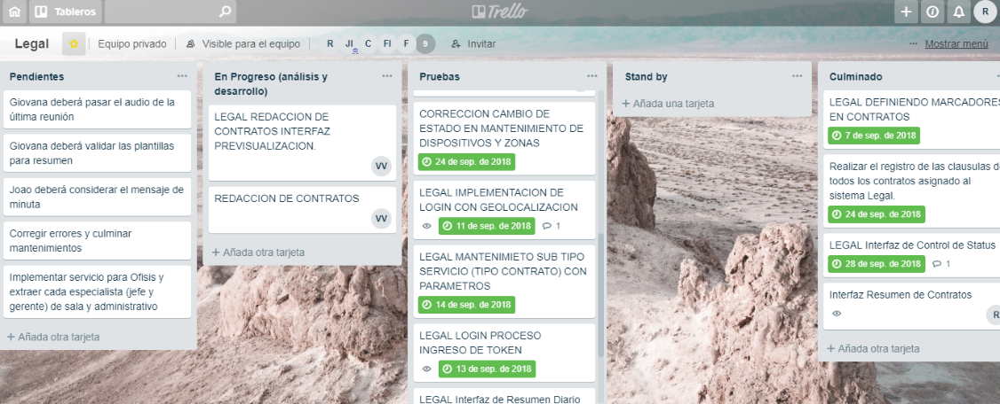 Tableros
Trello
R
Legal
Equipo privado
Visible para el equipo
R JI C FI F 9
Invitar
Mostrar menú
Pendientes
Giovana deberá pasar el audio de la
última reunión
Giovana deberá validar las plantillas
para resumen
Joao deberá considerar el mensaje de
minuta
Corregir errores y culminar
mantenimientos
Implementar servicio para Ofisis y
extraer cada especialista (jefe y
gerente) de sala y administrativo
+ Añada otra tarjeta
En Progreso (análisis y
desarrollo)
LEGAL REDACCION DE
CONTRATOS INTERFAZ
PREVISUALIZACION.
VV
REDACCION DE CONTRATOS
VV
+ Añada otra tarjeta
Pruebas
CORRECCION CAMBIO DE
ESTADO EN MANTENIMIENTO DE
DISPOSITIVOS Y ZONAS
24 de sep. de 2018
LEGAL IMPLEMENTACION DE
LOGIN CON GEOLOCALIZACION
11 de sep. de 2018 1
LEGAL MANTENIMIETO SUB TIPO
SERVICIO (TIPO CONTRATO) CON
PARAMETROS
14 de sep. de 2018
LEGAL LOGIN PROCESO
INGRESO DE TOKEN
13 de sep. de 2018
LEGAL Interfaz de Resumen Diario
Stand by
+ Añada una tarjeta
Culminado
LEGAL DEFINIENDO MARCADORES
EN CONTRATOS
7 de sep. de 2018
Realizar el registro de las clausulas de
todos los contratos asignado al
sistema Legal.
24 de sep. de 2018
LEGAL Interfaz de Control de Status
28 de sep. de 2018 1
Interfaz Resumen de Contratos
R
+ Añada otra tarjeta